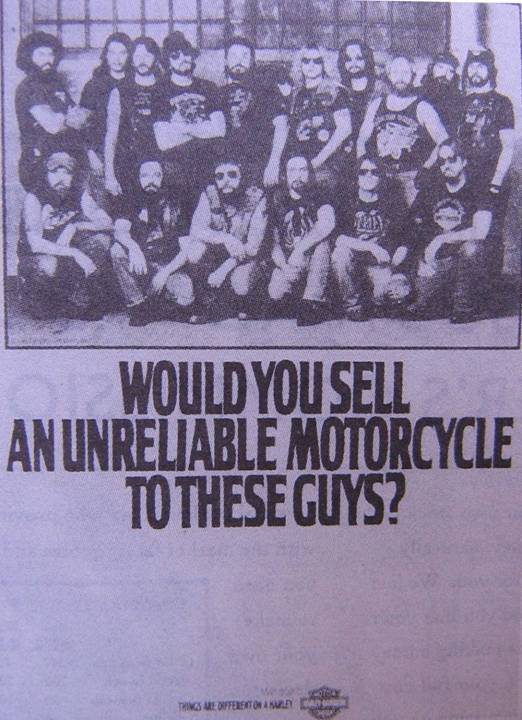 WOULD YOU SELL
AN UNRELIABLE MOTORCYCLE
TO THESE GUYS?
THINGS ARE DIFFERENT ON A HARLEY